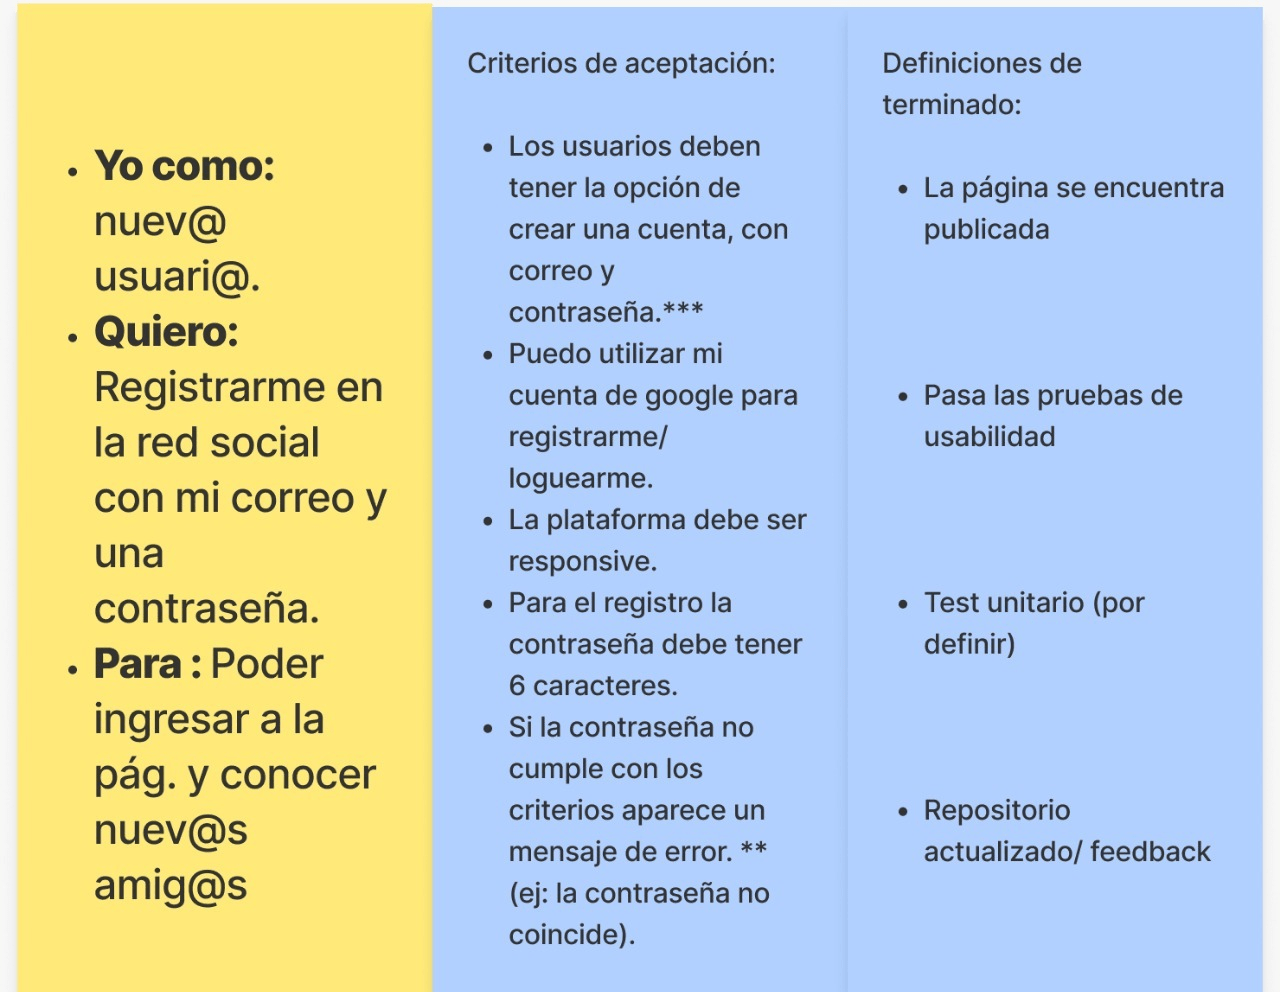 • Yo como:
nuev@
usuari@.
• Quiero:
Registrarme en
la red social
con mi correo y
una
contraseña.
• Para : Poder
ingresar a la
pág. y conocer
nuev@s
amig@s
Criterios de aceptación:
• Los usuarios deben
tener la opción de
crear una cuenta, con
correo y
contraseña.***
• Puedo utilizar mi
cuenta de google para
registrarme/
loguearme.
• La plataforma debe ser
responsive.
• Para el registro la
contraseña debe tener
6 caracteres.
• Si la contraseña no
cumple con los
criterios aparece un
mensaje de error. **
(ej: la contraseña no
coincide).
Definiciones de
terminado:
• La página se encuentra
publicada
• Pasa las pruebas de
usabilidad
• Test unitario (por
definir)
• Repositorio
actualizado/ feedback